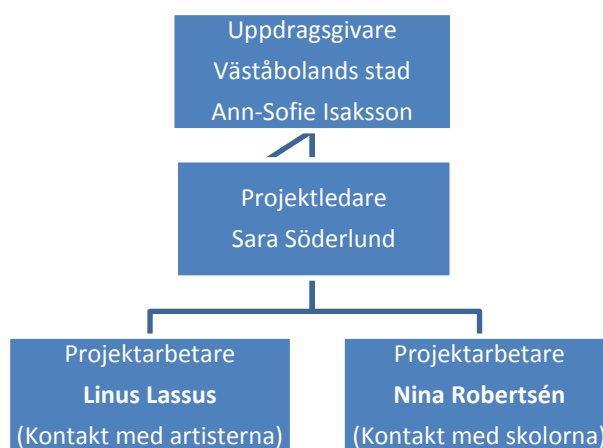 Uppdragsgivare
Väståbolands stad
Ann-Sofie Isaksson
Projektledare
Sara Söderlund
Projektarbetare
Linus Lassus
(Kontakt med artisterna)
Projektarbetare
Nina Robertsén
(Kontakt med skolorna)